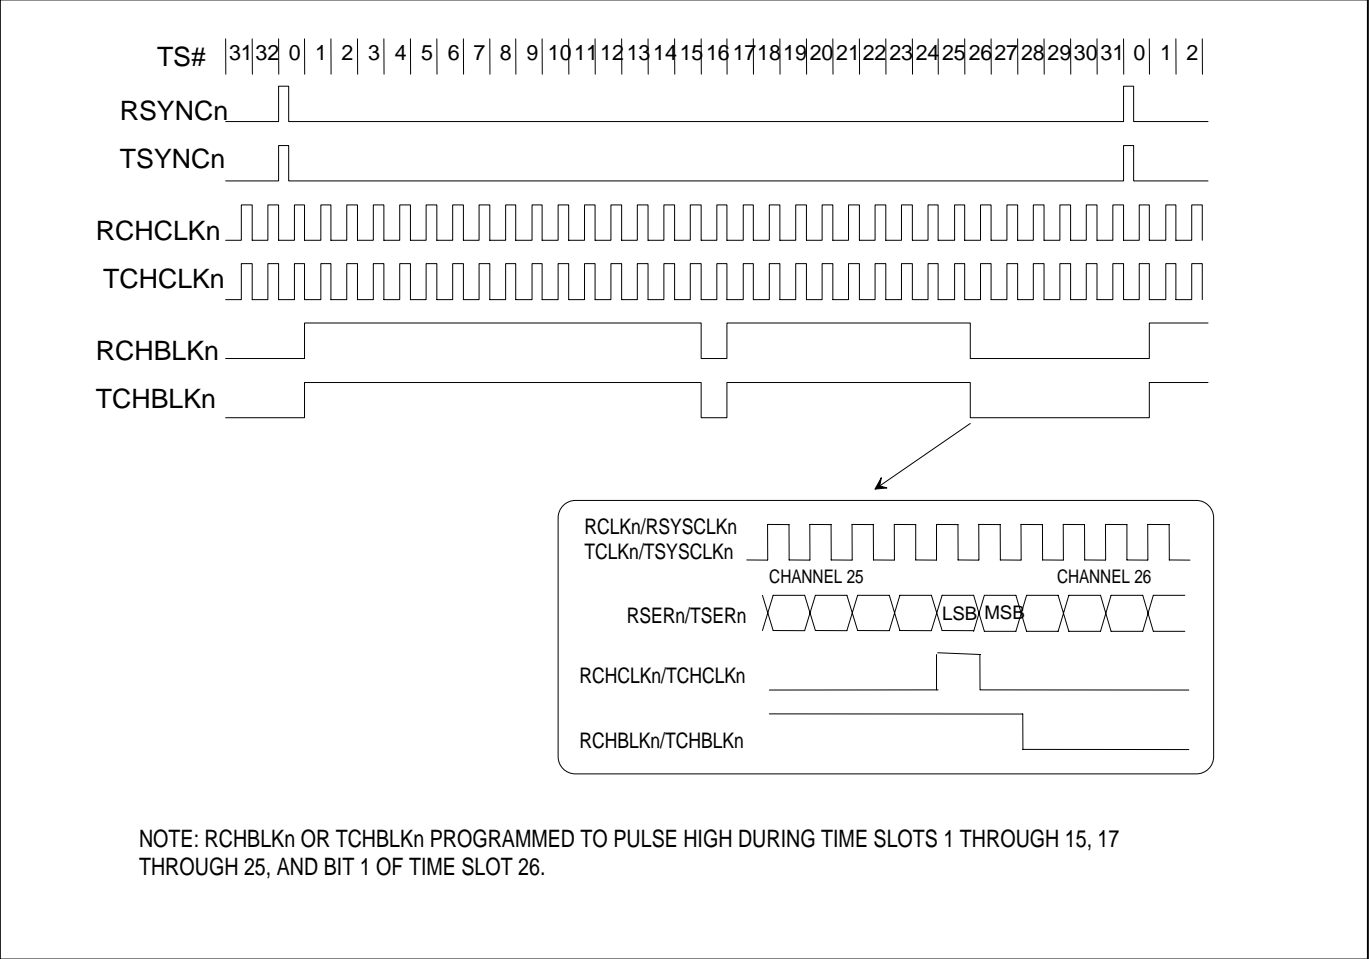 TS# 31 32 0 1 2 3 4 5 6 7 8 9 10 11 12 13 14 15 16 17 18 19 20 21 22 23 24 25 26 27 28 29 30 31 0 1 2
RSYNCn
TSYNCn
RCHCLKn
TCHCLKn
RCHBLKn
TCHBLKn
RCLKn/RSYSCLKn
TCLKn/TSYSCLKn
CHANNEL 25 CHANNEL 26
RSERn/TSERn LSB MSB
RCHCLKn/TCHCLKn
RCHBLKn/TCHBLKn
NOTE: RCHBLKn OR TCHBLKn PROGRAMMED TO PULSE HIGH DURING TIME SLOTS 1 THROUGH 15, 17
THROUGH 25, AND BIT 1 OF TIME SLOT 26.